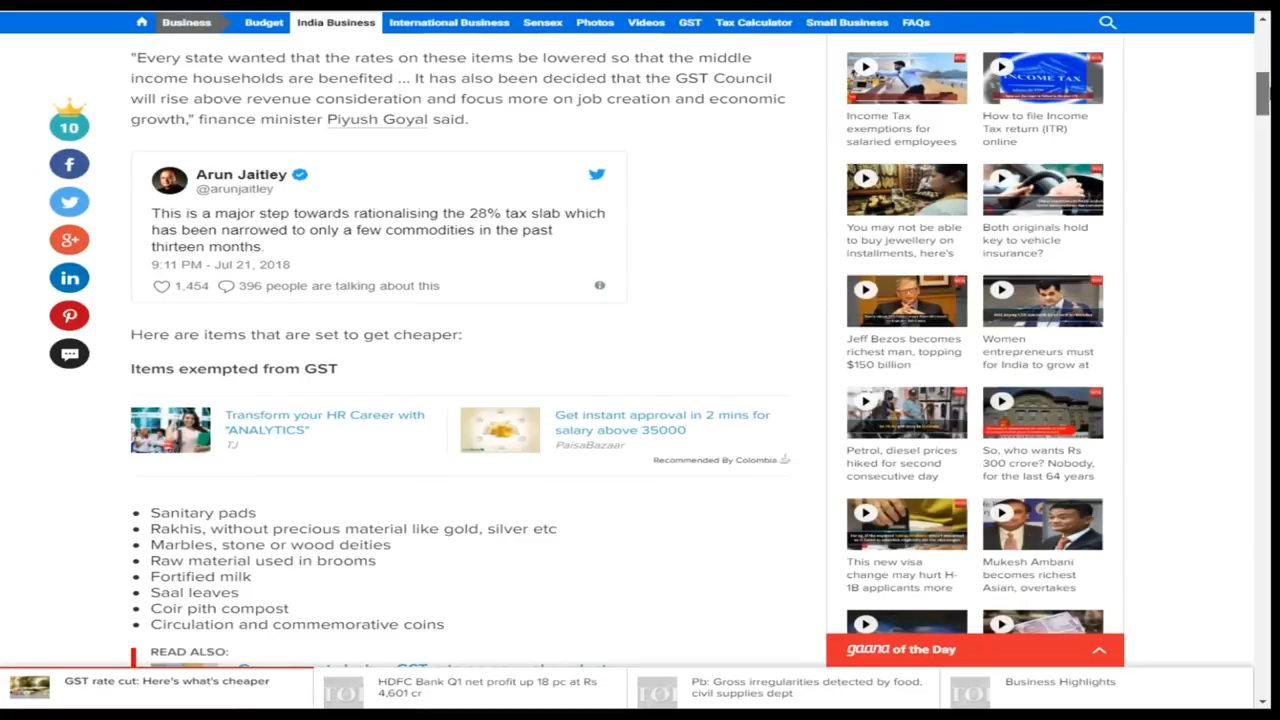 Business
Budget
India Business
International Business
Sensex
Photos
Videos
GST
Tax Calculator
Small Business
FAQs
"Every state wanted that the rates on these items be lowered so that the middle
income households are benefited ... It has also been decided that the GST Council
will rise above revenue consideration and focus more on job creation and economic
growth," finance minister Piyush Goyal said.
10
Arun Jaitley
@arunjaitley
This is a major step towards rationalising the 28% tax slab which
has been narrowed to only a few commodities in the past
thirteen months.
9:11 PM - Jul 21, 2018
1,454
396 people are talking about this
Here are items that are set to get cheaper:
Items exempted from GST
Transform your HR Career with
"ANALYTICS"
TJ
Get instant approval in 2 mins for
salary above 35000
PaisaBazaar
Recommended By Colombia
• Sanitary pads
• Rakhis, without precious material like gold, silver etc
• Marbles, stone or wood deities
• Raw material used in brooms
• Fortified milk
• Saal leaves
• Coir pith compost
• Circulation and commemorative coins
READ ALSO:
INCOME TAX
Income Tax
exemptions for
salaried employees
How to file Income
Tax return (ITR)
online
You may not be able
to buy jewellery on
installments, here's
Both originals hold
key to vehicle
insurance?
Jeff Bezos becomes
richest man, topping
$150 billion
Women
entrepreneurs must
for India to grow at
Petrol, diesel prices
hiked for second
consecutive day
So, who wants Rs
300 crore? Nobody,
for the last 64 years
This new visa
change may hurt H-
1B applicants more
Mukesh Ambani
becomes richest
Asian, overtakes
gaana of the Day
GST rate cut: Here's what's cheaper
TOI
HDFC Bank Q1 net profit up 18 pc at Rs
4,601 cr
TOI
Pb: Gross irregularities detected by food,
civil supplies dept
TOI
Business Highlights